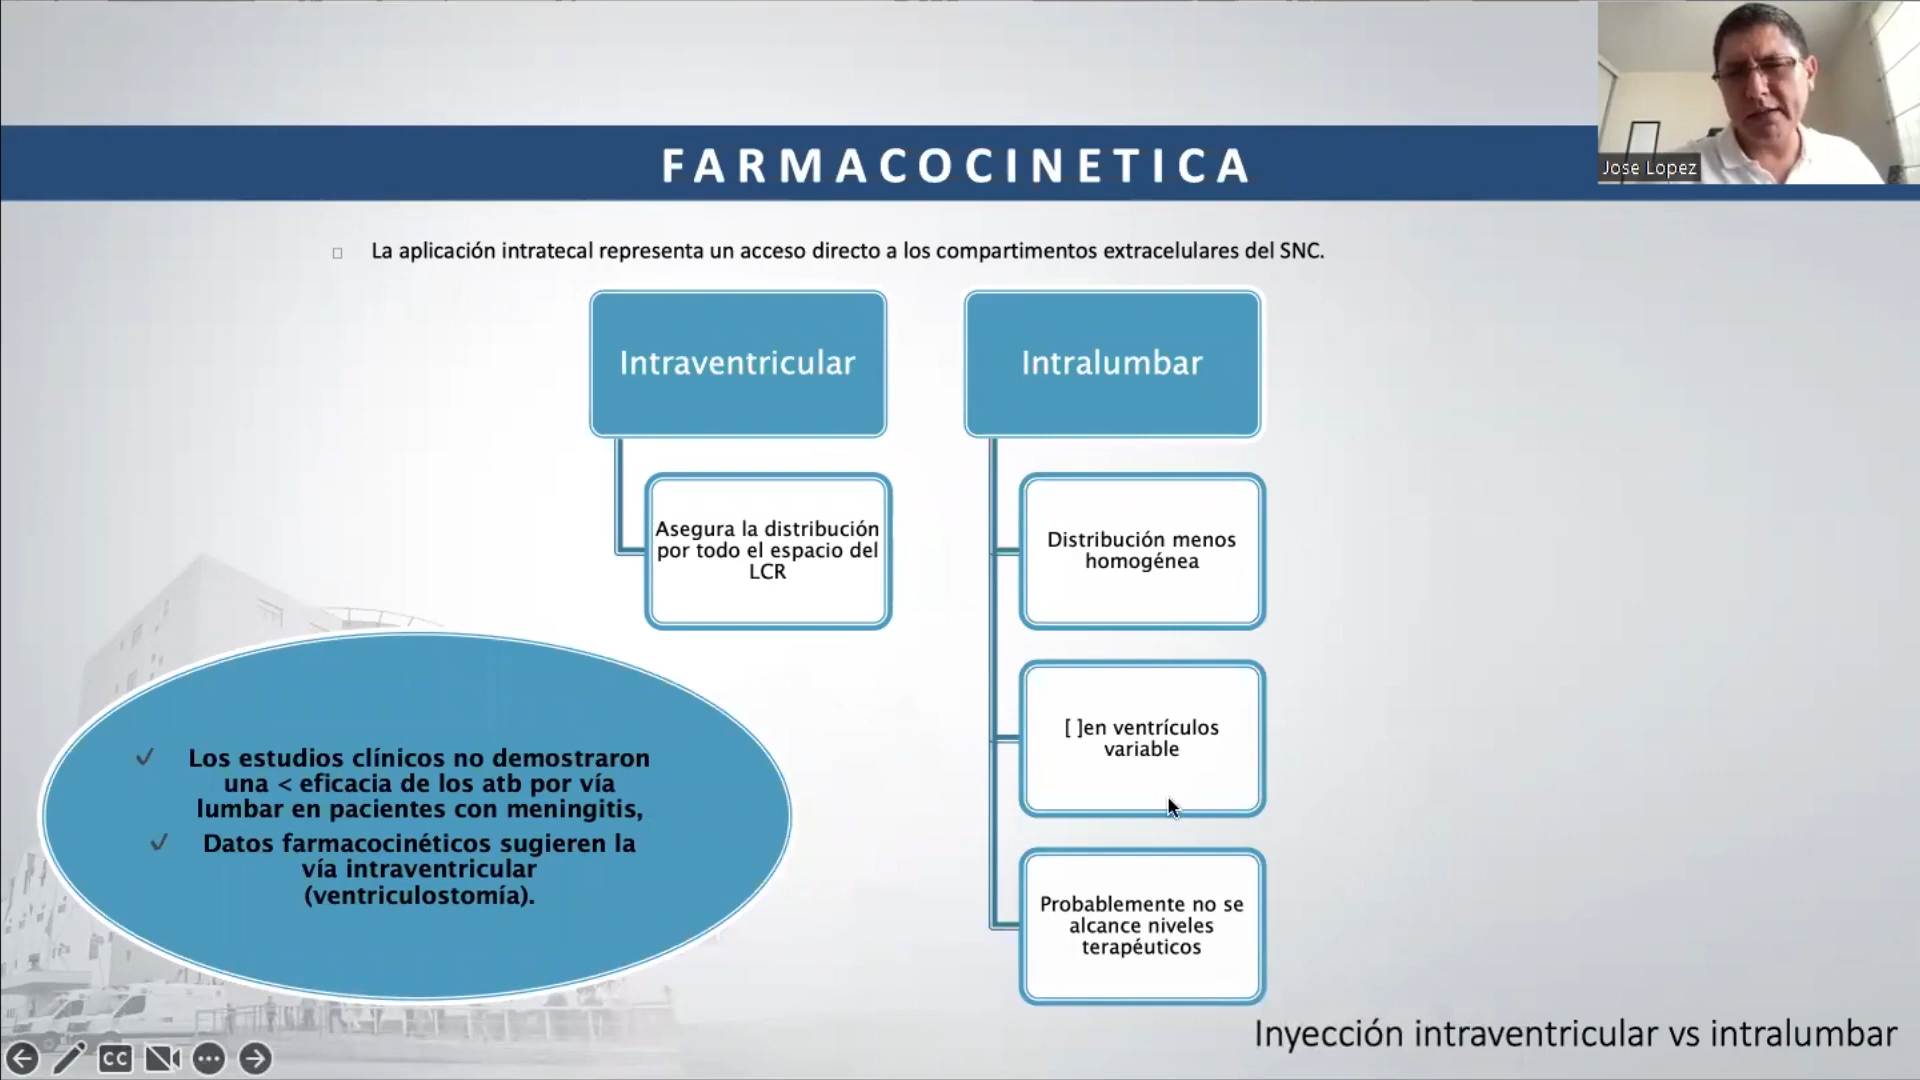 FARMACOCINETICA
Jose Lopez
La aplicación intratecal representa un acceso directo a los compartimentos extracelulares del SNC.
Intraventricular
Asegura la distribución
por todo el espacio del
LCR
Intralumbar
Distribución menos
homogénea
[ ]en ventrículos
variable
Probablemente no se
alcance niveles
terapéuticos
✓ Los estudios clínicos no demostraron
una < eficacia de los atb por vía
lumbar en pacientes con meningitis,
✓ Datos farmacocinéticos sugieren la
vía intraventricular
(ventriculostomía).
Inyección intraventricular vs intralumbar
CC